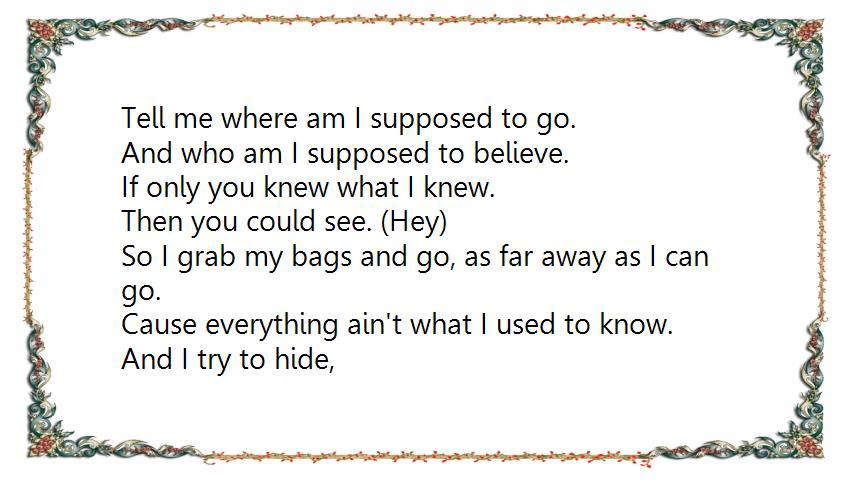 Tell me where am I supposed to go.
And who am I supposed to believe.
If only you knew what I knew.
Then you could see. (Hey)
So I grab my bags and go, as far away as I can
go.
Cause everything ain't what I used to know.
And I try to hide,